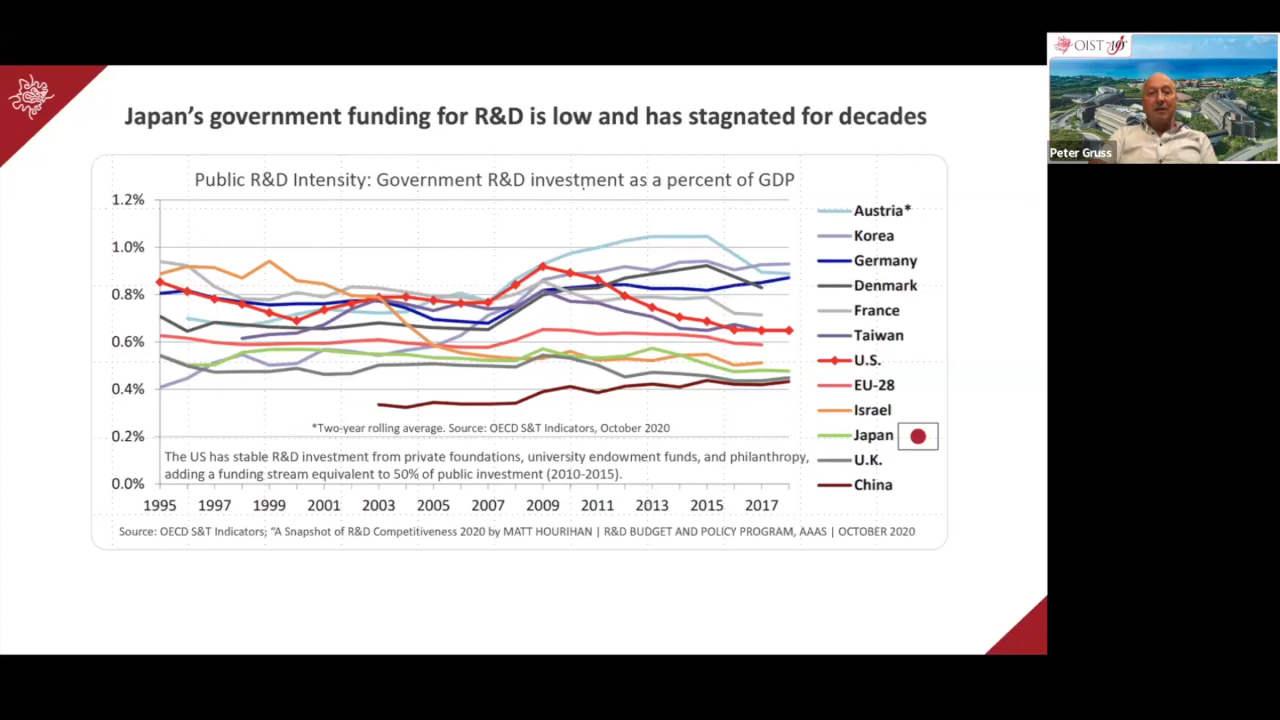 Japan's government funding for R&D is low and has stagnated for decades
Public R&D Intensity: Government R&D investment as a percent of GDP
1.2%
1.0%
0.8%
0.6%
0.4%
0.2%
0.0%
*Two-year rolling average. Source: OECD S&T Indicators, October 2020
The US has stable R&D investment from private foundations, university endowment funds, and philanthropy,
adding a funding stream equivalent to 50% of public investment (2010-2015).
1995 1997 1999 2001 2003 2005 2007 2009 2011 2013 2015 2017
Austria*
Korea
Germany
Denmark
France
Taiwan
U.S.
EU-28
Israel
Japan
U.K.
China
Source: OECD S&T Indicators; “A Snapshot of R&D Competitiveness 2020 by MATT HOURIHAN | R&D BUDGET AND POLICY PROGRAM, AAAS | OCTOBER 2020
OIST
Peter Gruss